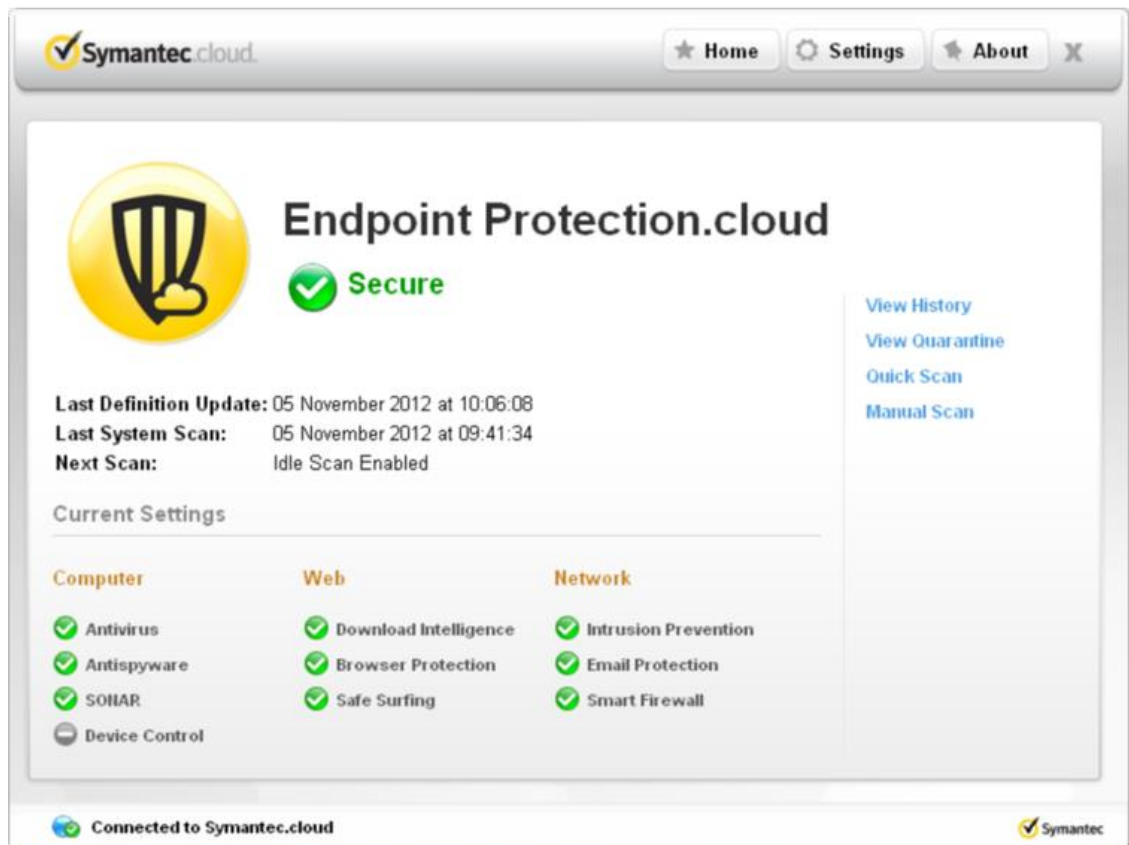 Symantec.cloud.
Home
Settings
About
X
Endpoint Protection.cloud
Secure
View History
View Quarantine
Quick Scan
Manual Scan
Last Definition Update: 05 November 2012 at 10:06:08
Last System Scan: 05 November 2012 at 09:41:34
Next Scan: Idle Scan Enabled
Current Settings
Computer
Antivirus
Antispyware
SONAR
Device Control
Web
Download Intelligence
Browser Protection
Safe Surfing
Network
Intrusion Prevention
Email Protection
Smart Firewall
Connected to Symantec.cloud
Symantec